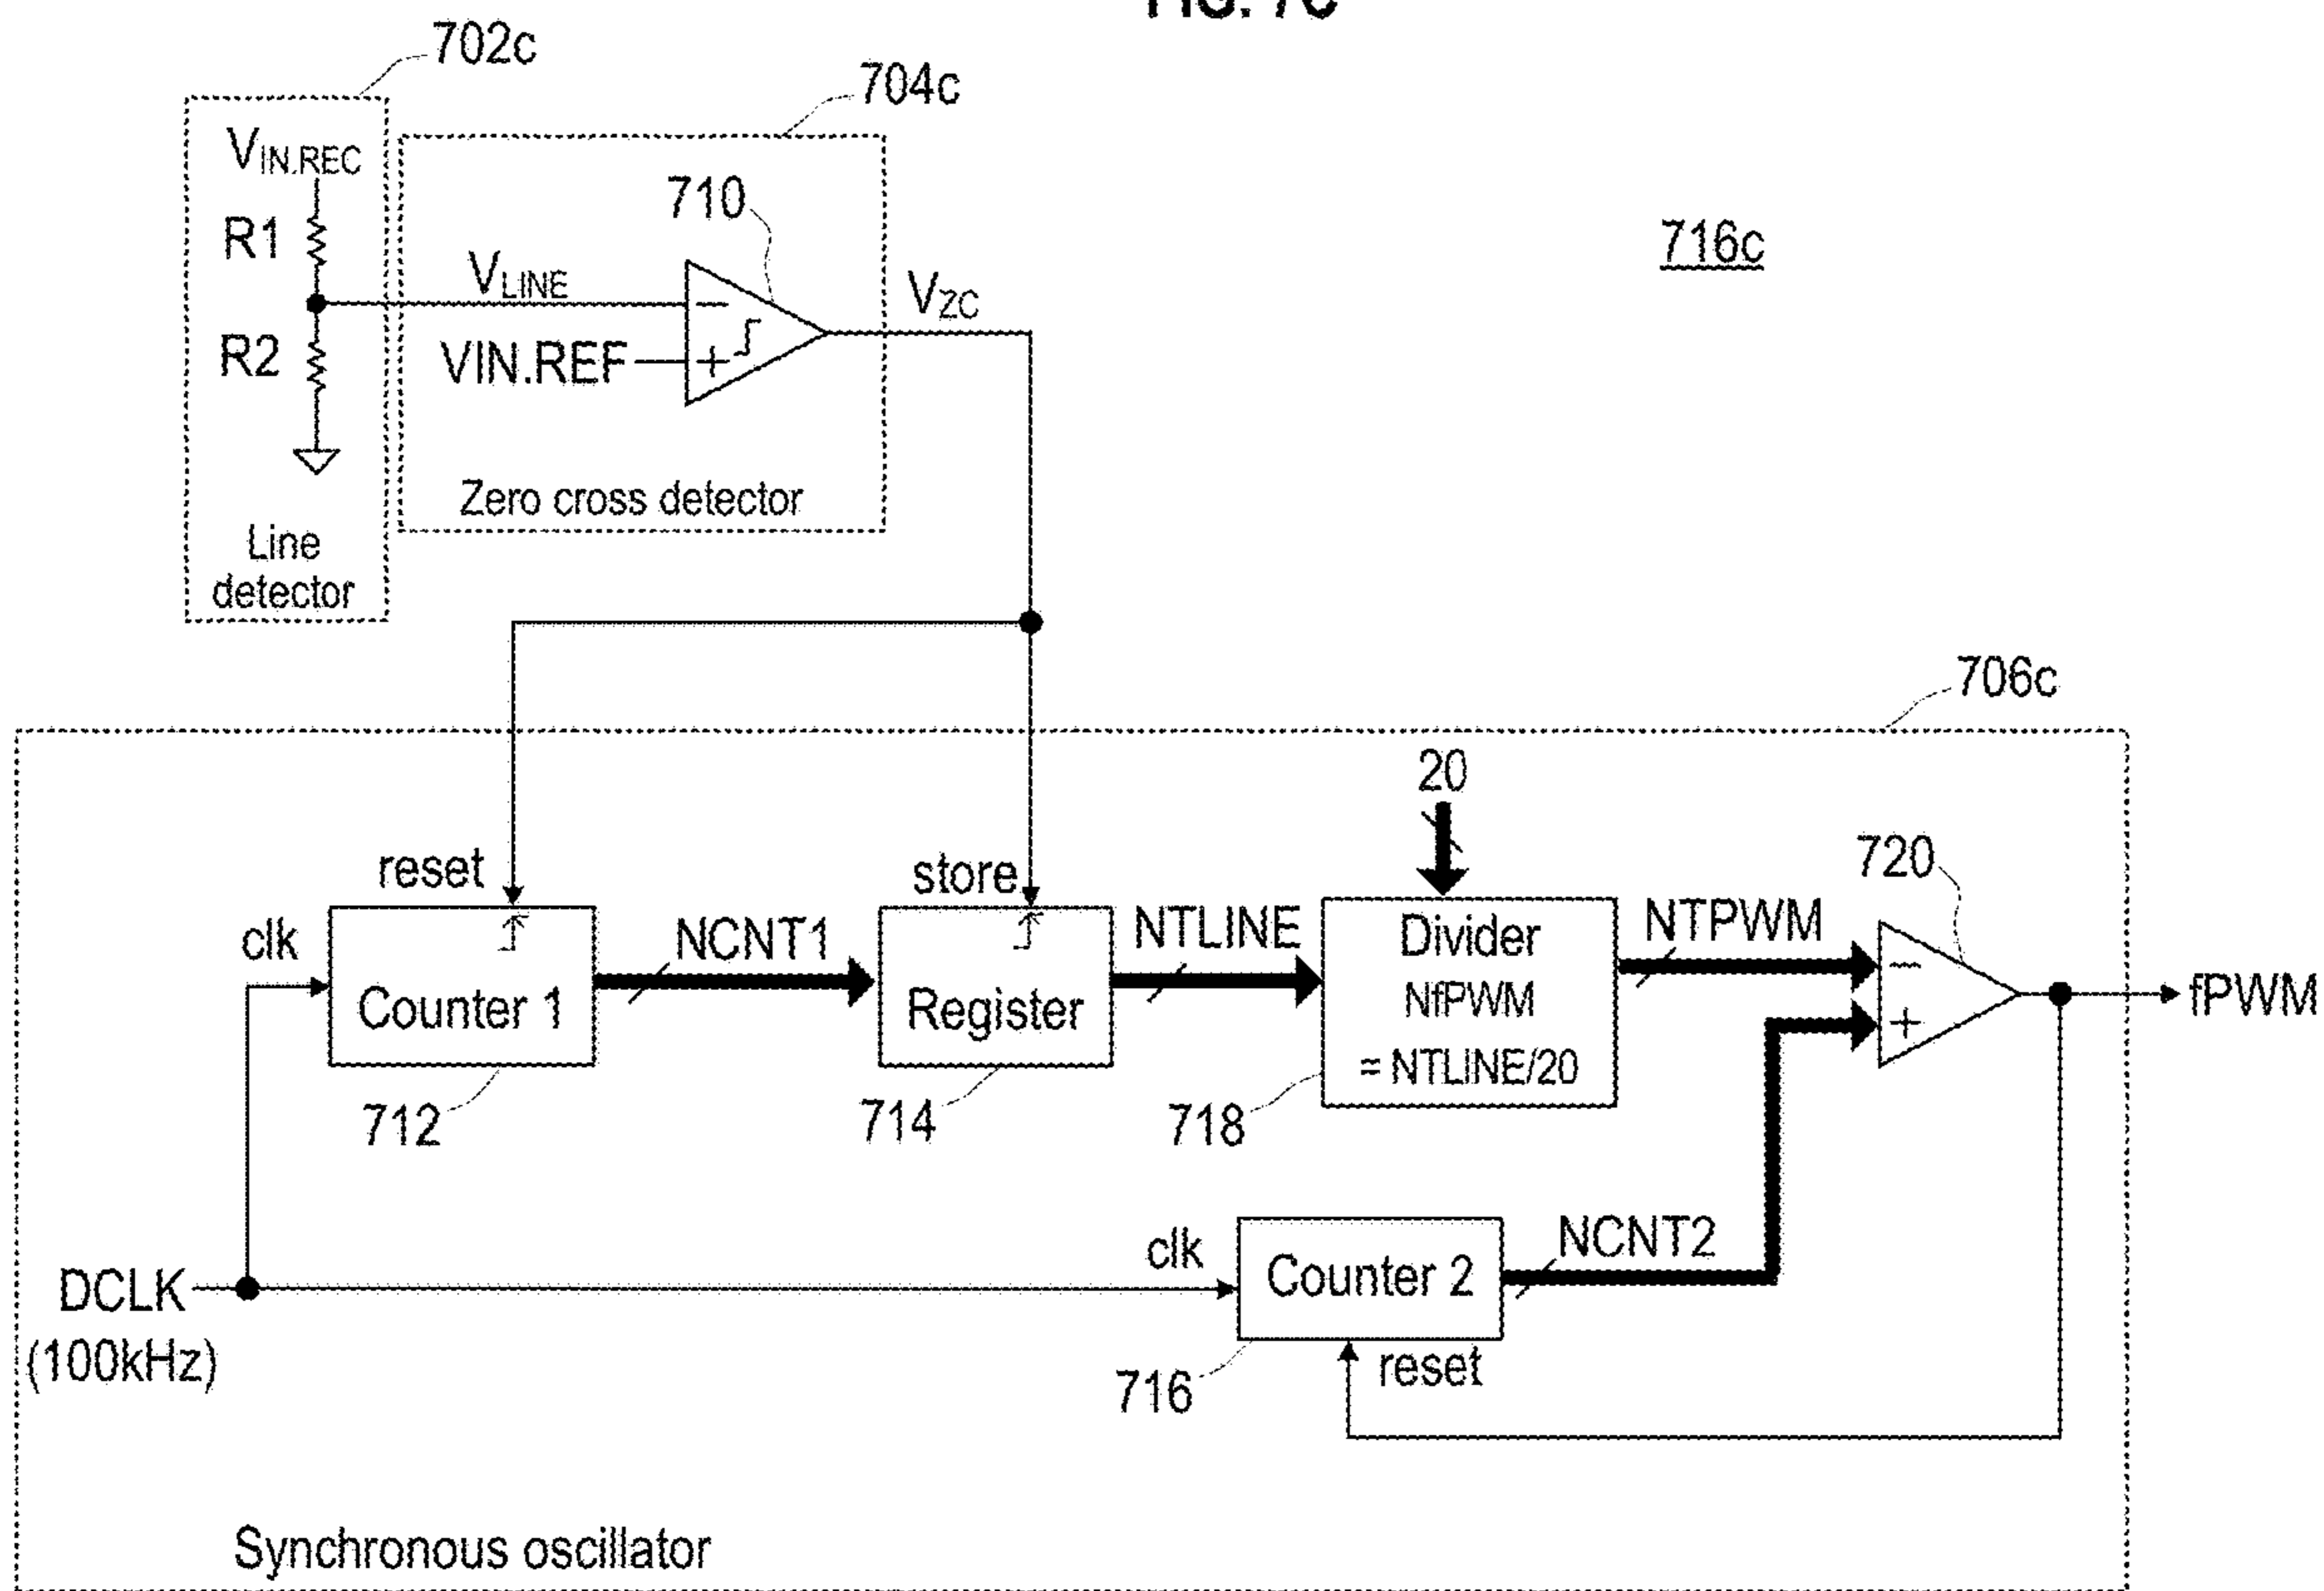 FIG. 7C
702c
704c
VIN.REC
R1
R2
Line
detector
710
VLINE
VIN.REF
−
+
Zero cross detector
VZC
716c
706c
20
reset
clk
Counter 1
712
NCNT1
store
Register
714
NTLINE
Divider
NfPWM
= NTLINE/20
718
NTPWM
720
−
+
fPWM
DCLK
(100kHz)
clk
Counter 2
716
reset
NCNT2
Synchronous oscillator